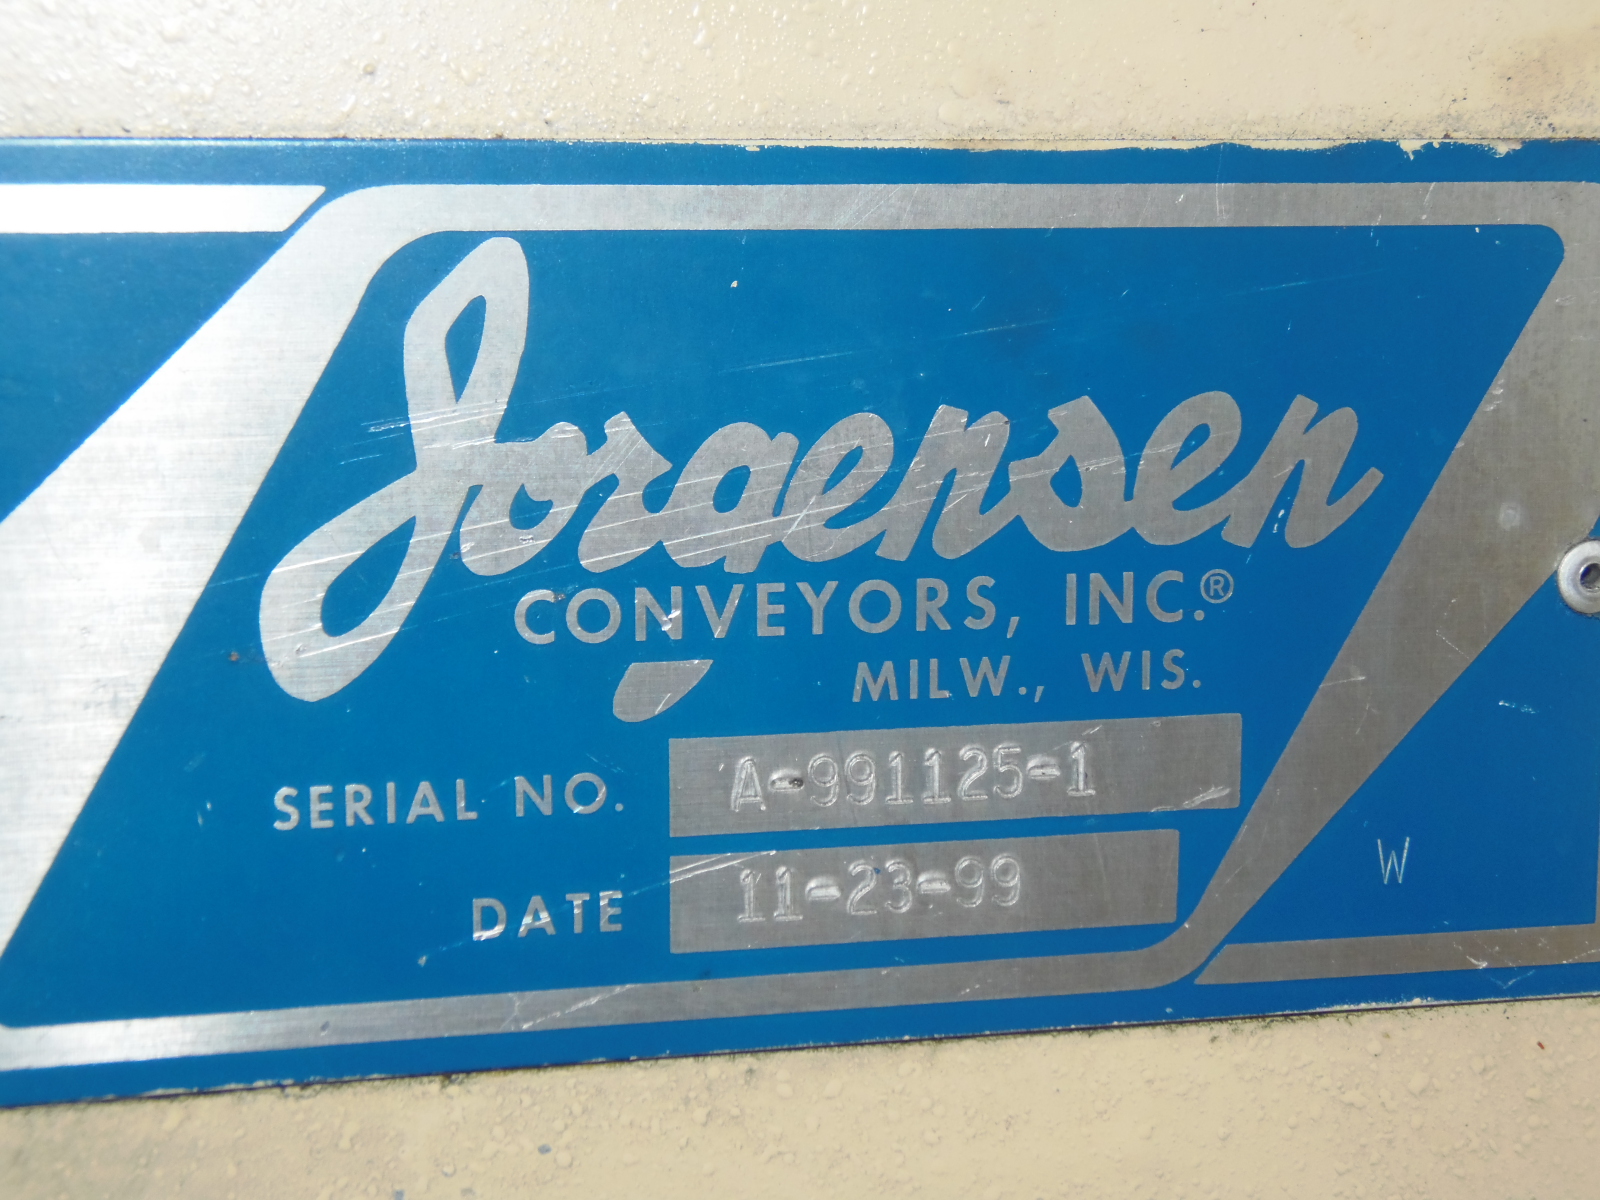 Jorgensen
CONVEYORS, INC.®
MILW., WIS.
SERIAL NO. A-991125-1
DATE 11-23-99
W